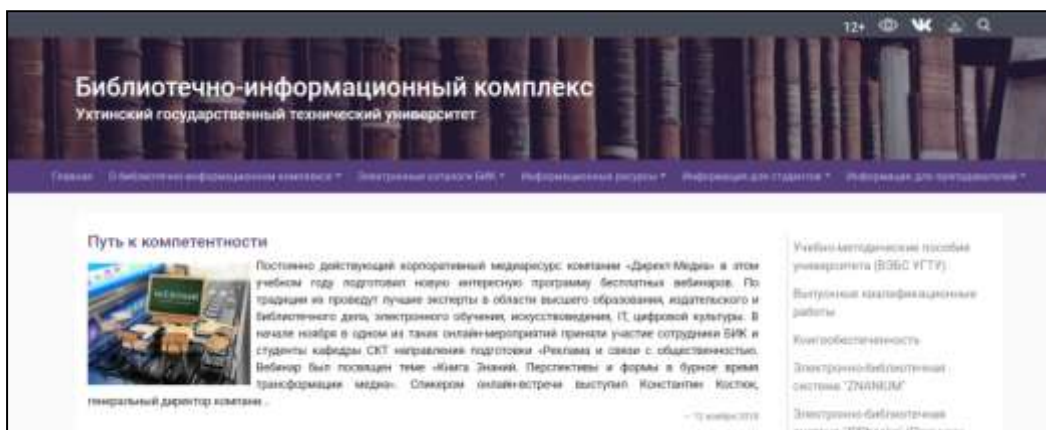 12+
Библиотечно-информационный комплекс
Ухтинский государственный технический университет
Главная О библиотечно-информационном комплексе Электронные каталоги БИК Информационные ресурсы Информация для студентов Информация для преподавателей
Путь к компетентности
Постоянно действующий корпоративный медиаресурс компании «Директ-Медиа» в этом
учебном году подготовил новую интересную программу бесплатных вебинаров. По
традиции их проведут лучшие эксперты в области высшего образования, издательского и
библиотечного дела, электронного обучения, искусствоведения, IT, цифровой культуры. В
начале ноября в одном из таких онлайн-мероприятий приняли участие сотрудники БИК и
студенты кафедры СКТ направления подготовки «Реклама и связи с общественностью.
Вебинар был посвящен теме «Книга Знаний. Перспективы и формы в бурное время
трансформации медиа». Спикером онлайн-встречи выступил Константин Костюк,
генеральный директор компани...
Учебно-методические пособия
университета (ВЭБС УГТУ)
Выпускные квалификационные
работы
Книгообеспеченность
Электронно-библиотечная
система "ZNANIUM"
Электронно-библиотечная